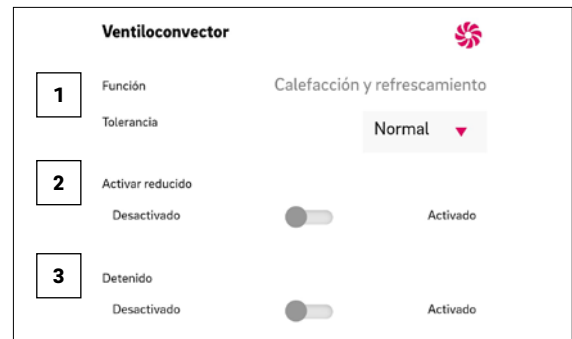 Ventiloconvector
1
Función Calefacción y refrescamiento
Tolerancia Normal
2
Activar reducido
Desactivado Activado
3
Detenido
Desactivado Activado